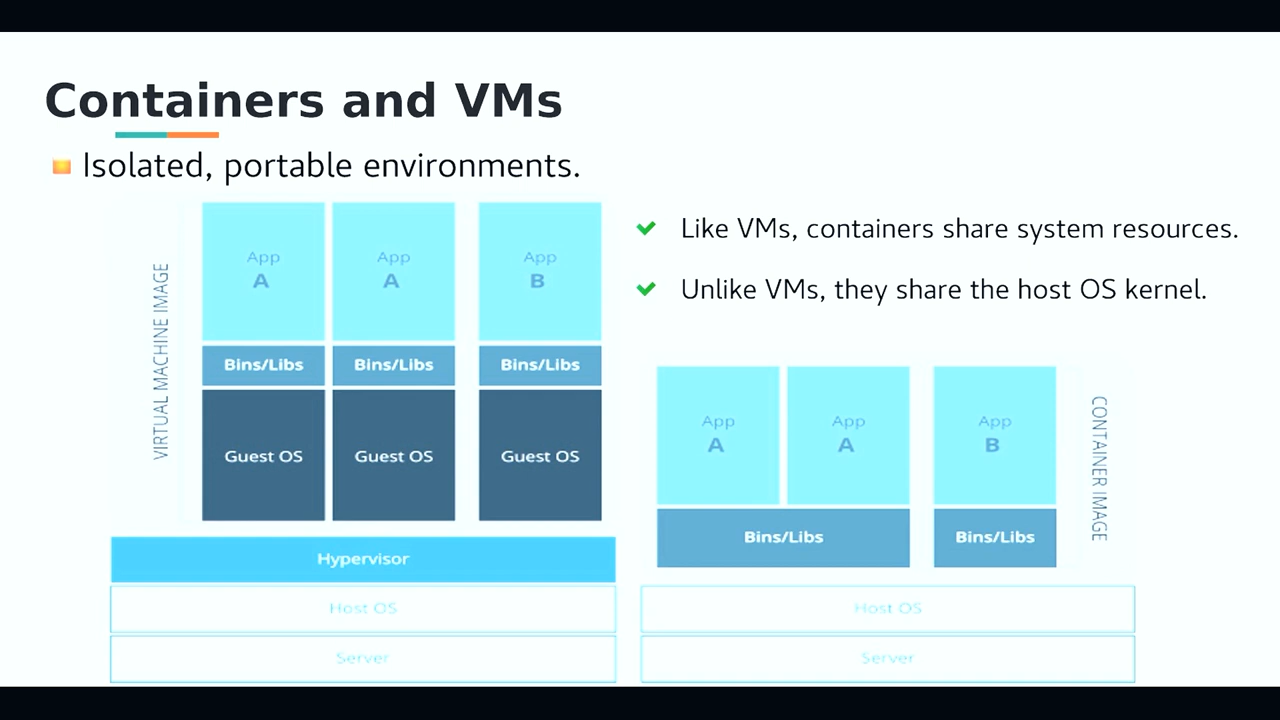 Containers and VMs
Isolated, portable environments.
Like VMs, containers share system resources.
Unlike VMs, they share the host OS kernel.
VIRTUAL MACHINE IMAGE
App A
App A
App B
Bins/Libs
Bins/Libs
Bins/Libs
Guest OS
Guest OS
Guest OS
Hypervisor
Host OS
Server
App A
App A
App B
Bins/Libs
Bins/Libs
CONTAINER IMAGE
Host OS
Server